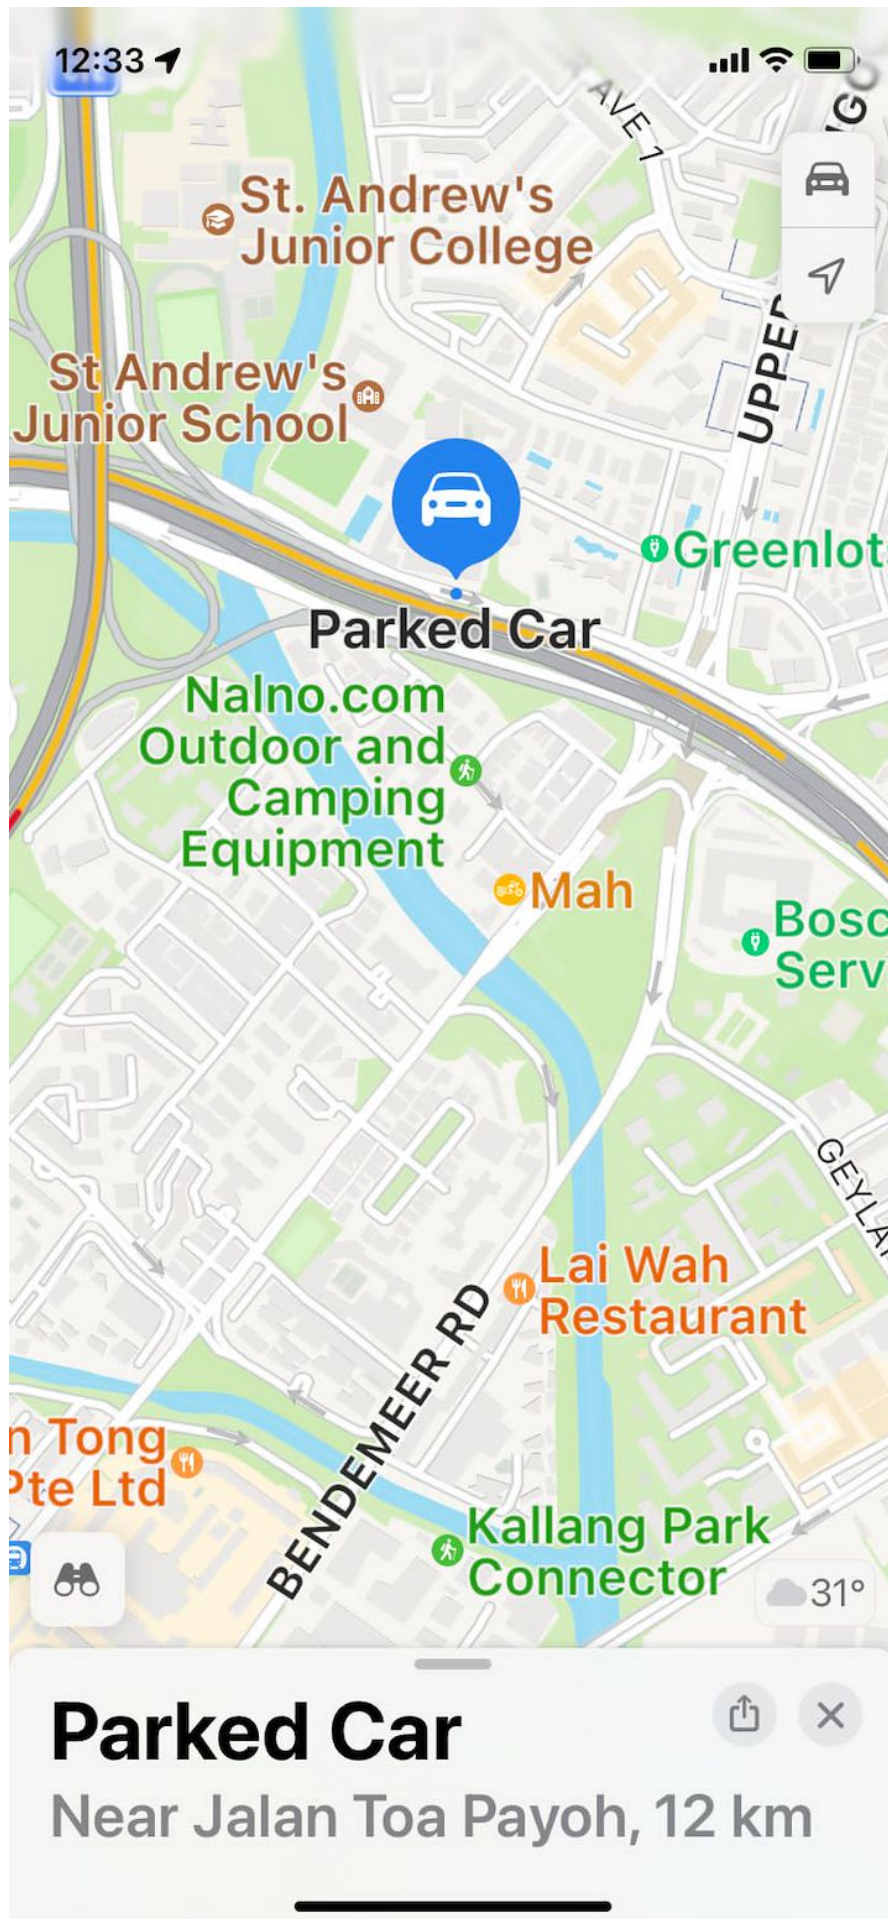 12:33
AVE 1
St. Andrew's
Junior College
UPPER
St Andrew's
Junior School
Greenlot
Parked Car
Nalno.com
Outdoor and
Camping
Equipment
Mah
Bosc
Serv
GEYLA
Lai Wah
Restaurant
BENDEMEER RD
n Tong
Pte Ltd
Kallang Park
Connector
31°
Parked Car
Near Jalan Toa Payoh, 12 km